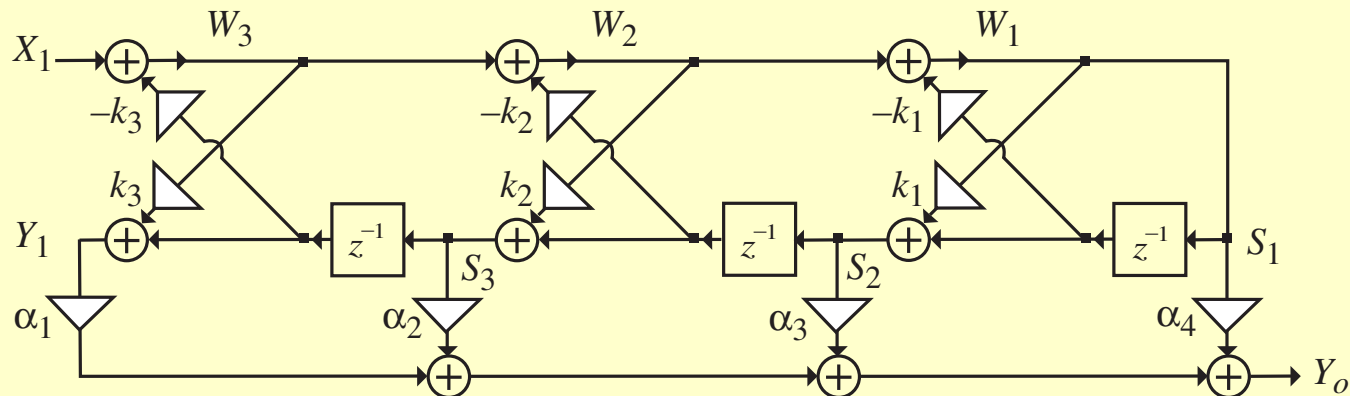 X₁ W₃ W₂ W₁
–k₃ –k₂ –k₁
k₃ k₂ k₁
Y₁ z⁻¹ z⁻¹ z⁻¹ S₁
S₃ S₂
α₁ α₂ α₃ α₄
Yₒ